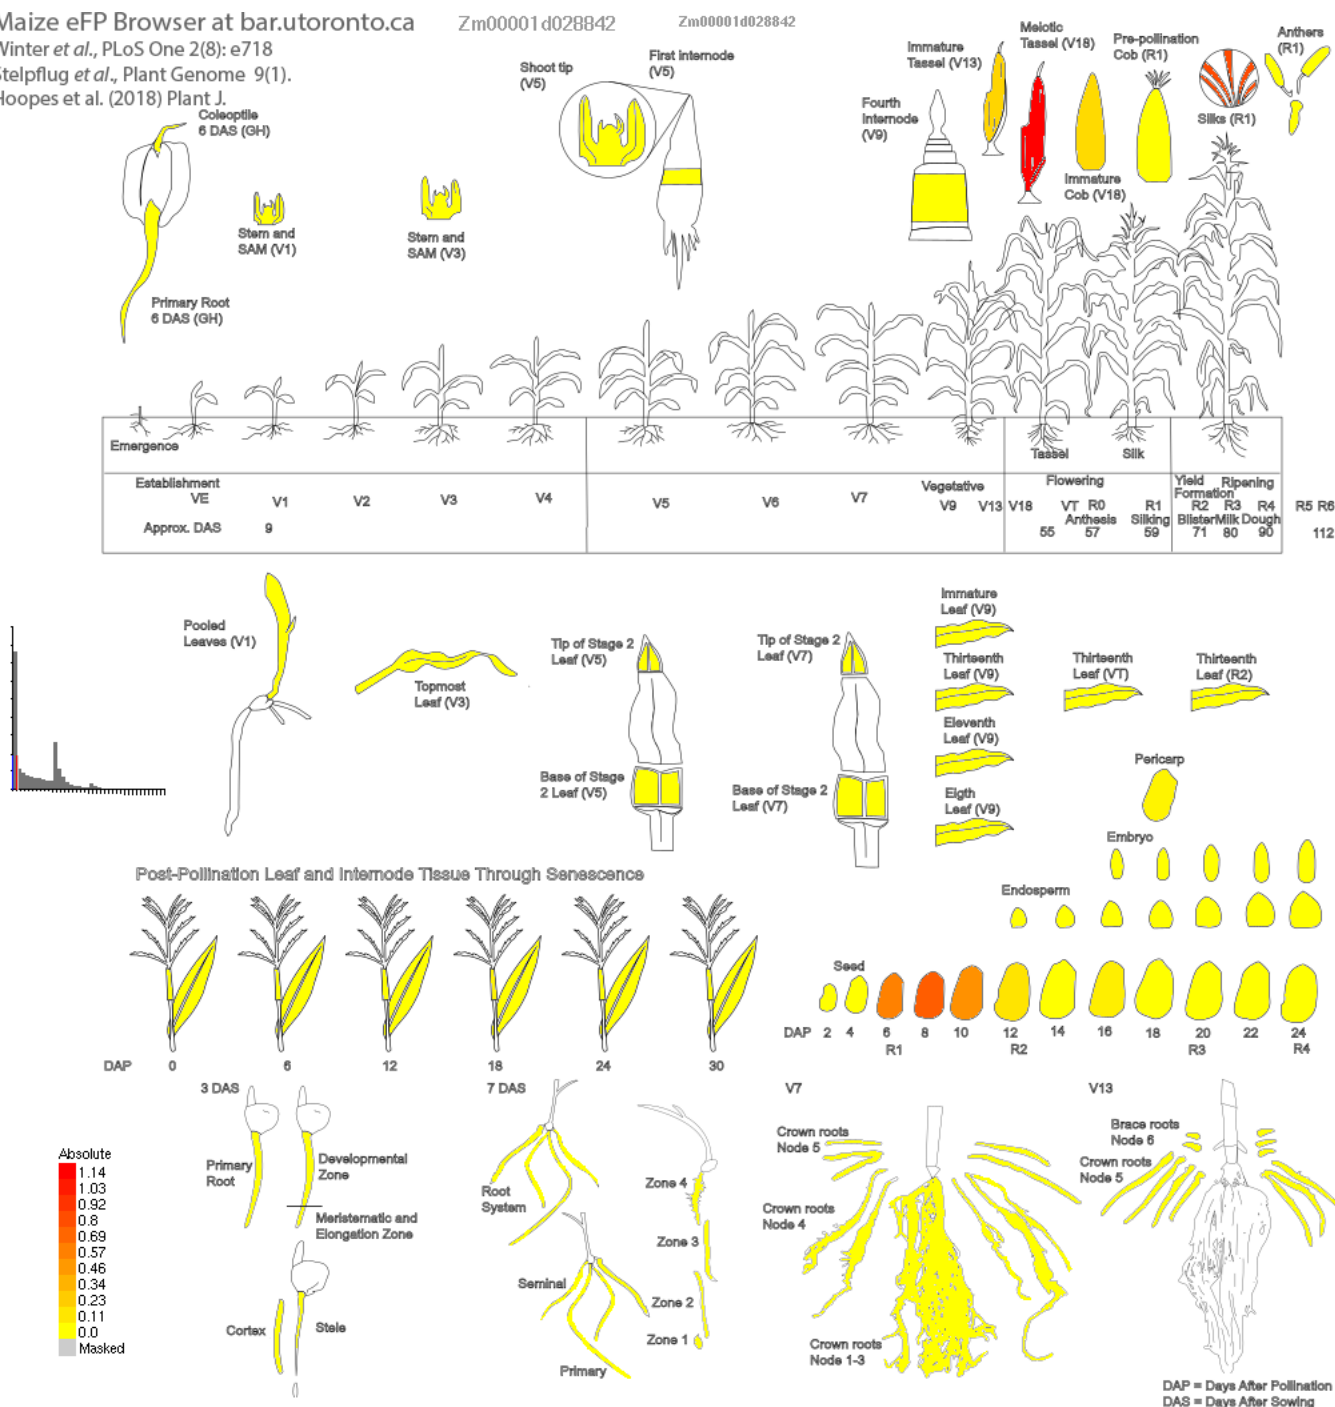 Maize eFP Browser at bar.utoronto.ca
Zm00001d028842
Zm00001d028842
Winter et al., PLoS One 2(8): e718
Stelpflug et al., Plant Genome 9(1).
Hoopes et al. (2018) Plant J.
Coleoptile
6 DAS (GH)
Primary Root
6 DAS (GH)
Stem and
SAM (V1)
Stem and
SAM (V3)
Shoot tip
(V5)
First internode
(V5)
Fourth
Internode
(V9)
Immature
Tassel (V13)
Meiotic
Tassel (V18)
Immature
Cob (V18)
Pre-pollination
Cob (R1)
Silks (R1)
Anthers
(R1)
Emergence
Tassel
Silk
Establishment
VE
V1
V2
V3
V4
V5
V6
V7
Vegetative
V9
V13
V18
Flowering
VT
R0
Anthesis
R1
Silking
Yield
Formation
Ripening
R2
Blister
R3
Milk
R4
Dough
R5 R6
Approx. DAS
9
55
57
59
71
80
90
112
Pooled
Leaves (V1)
Topmost
Leaf (V3)
Tip of Stage 2
Leaf (V5)
Base of Stage
2 Leaf (V5)
Tip of Stage 2
Leaf (V7)
Base of Stage 2
Leaf (V7)
Immature
Leaf (V9)
Thirteenth
Leaf (V9)
Eleventh
Leaf (V9)
Eigth
Leaf (V9)
Thirteenth
Leaf (VT)
Thirteenth
Leaf (R2)
Pericarp
Embryo
Endosperm
Seed
DAP 2 4 6 8 10 12 14 16 18 20 22 24
R1 R2 R3 R4
Post-Pollination Leaf and Internode Tissue Through Senescence
DAP 0 6 12 18 24 30
3 DAS
Primary
Root
Developmental
Zone
Meristematic and
Elongation Zone
Cortex
Stele
7 DAS
Root
System
Seminal
Primary
Zone 4
Zone 3
Zone 2
Zone 1
V7
Crown roots
Node 5
Crown roots
Node 4
Crown roots
Node 1-3
V13
Brace roots
Node 6
Crown roots
Node 5
Absolute
1.14
1.03
0.92
0.8
0.69
0.57
0.46
0.34
0.23
0.11
0.0
Masked
DAP = Days After Pollination
DAS = Days After Sowing